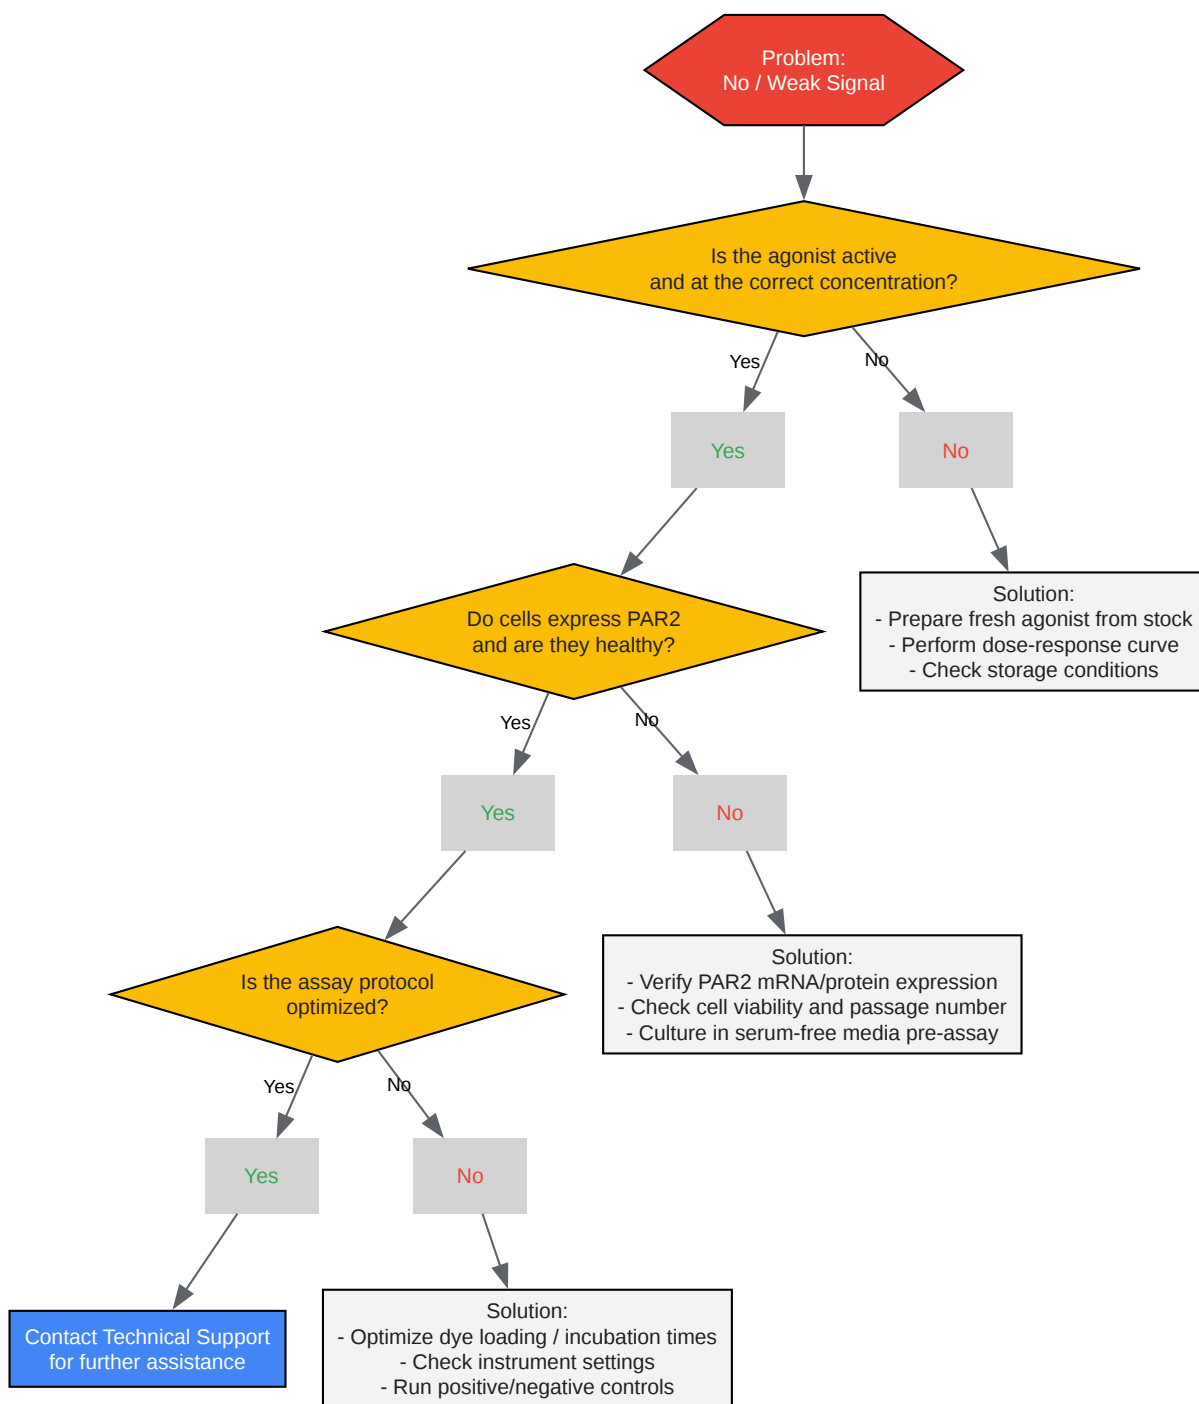 Problem:
No / Weak Signal
Is the agonist active
and at the correct concentration?
Yes
No
Yes
No
Solution:
- Prepare fresh agonist from stock
- Perform dose-response curve
- Check storage conditions
Do cells express PAR2
and are they healthy?
Yes
No
Yes
No
Solution:
- Verify PAR2 mRNA/protein expression
- Check cell viability and passage number
- Culture in serum-free media pre-assay
Is the assay protocol
optimized?
Yes
No
Yes
No
Contact Technical Support
for further assistance
Solution:
- Optimize dye loading / incubation times
- Check instrument settings
- Run positive/negative controls